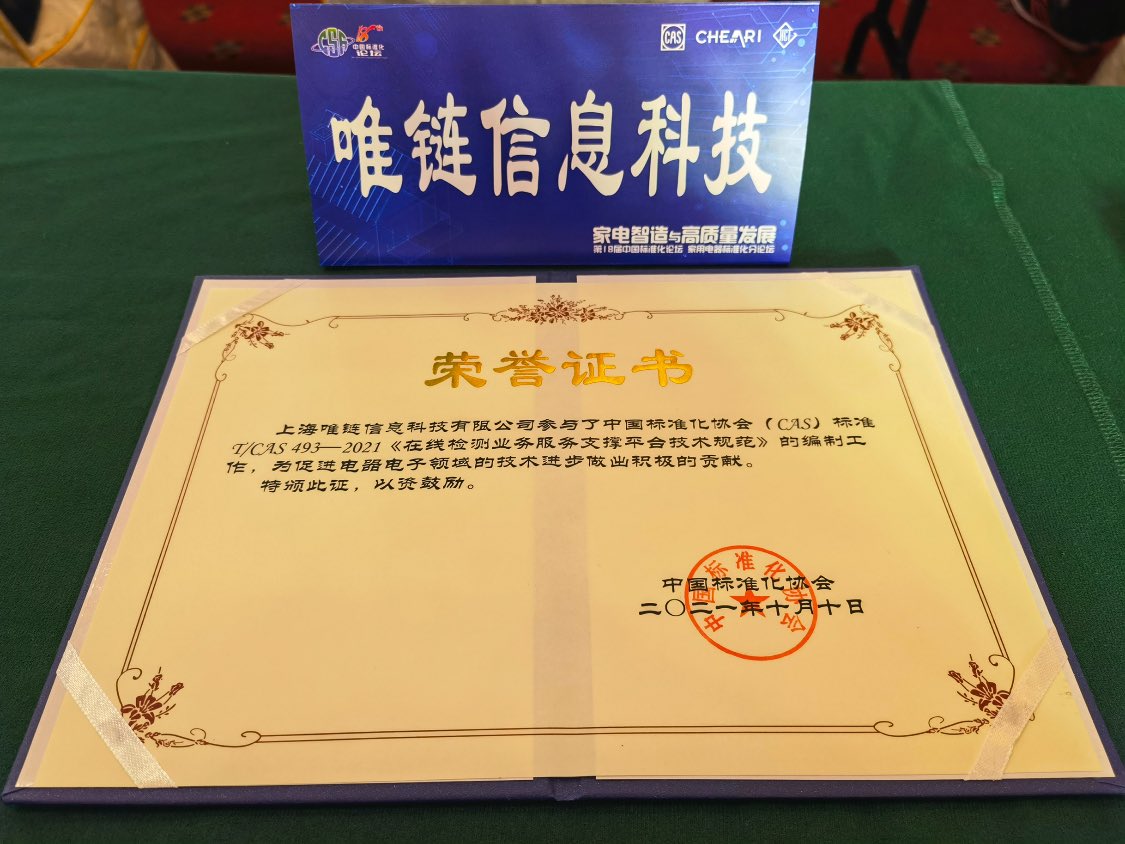 CSF
中国标准化
论坛
CAS
CHEARI
唯链信息科技
家电智造与高质量发展
第18届中国标准化论坛 家用电器标准化分论坛
荣誉证书
上海唯链信息科技有限公司参与了中国标准化协会（CAS）标准
T/CAS 493—2021《在线检测业务服务支撑平台技术规范》的编制工
作，为促进电器电子领域的技术进步做出积极的贡献。
特颁此证，以资鼓励。
中国标准化协会
二〇二一年十月十日
中国标准化协会